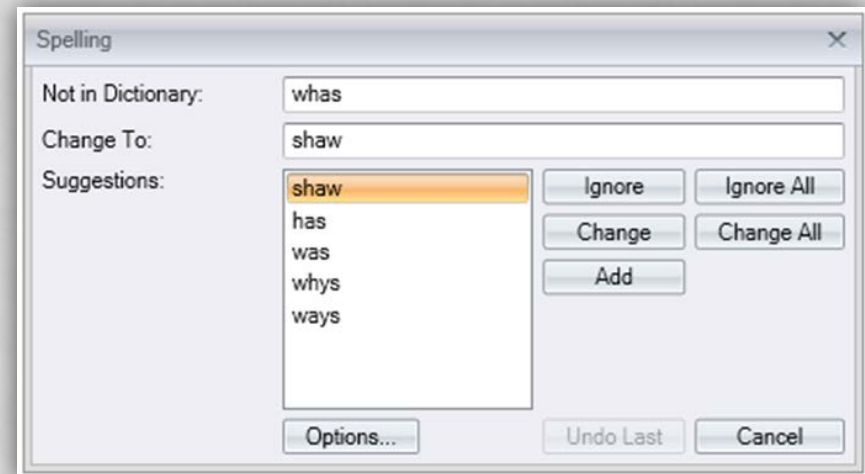 Spelling
Not in Dictionary: whas
Change To: shaw
Suggestions:
shaw
has
was
whys
ways
Ignore Ignore All
Change Change All
Add
Options... Undo Last Cancel